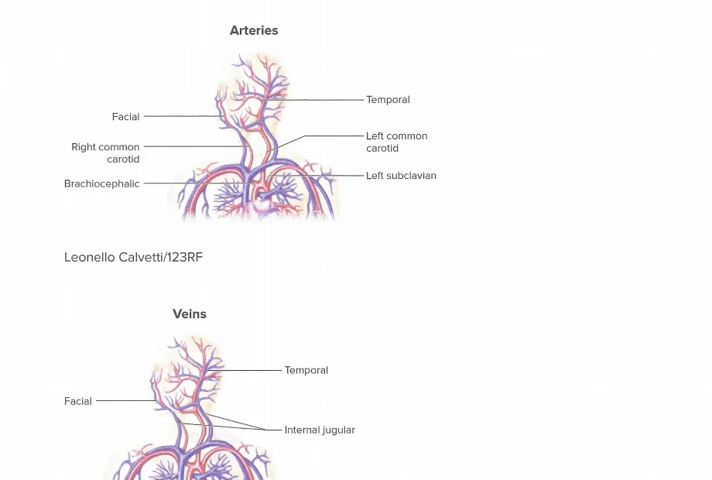 Arteries
Temporal
Facial
Left common
carotid
Right common
carotid
Left subclavian
Brachiocephalic
Leonello Calvetti/123RF
Veins
Temporal
Facial
Internal jugular